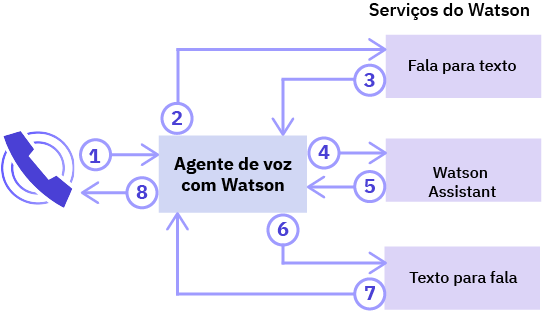 Serviços do Watson
2
3
Fala para texto
1
Agente de voz
com Watson
4
Watson
Assistant
5
8
6
7
Texto para fala